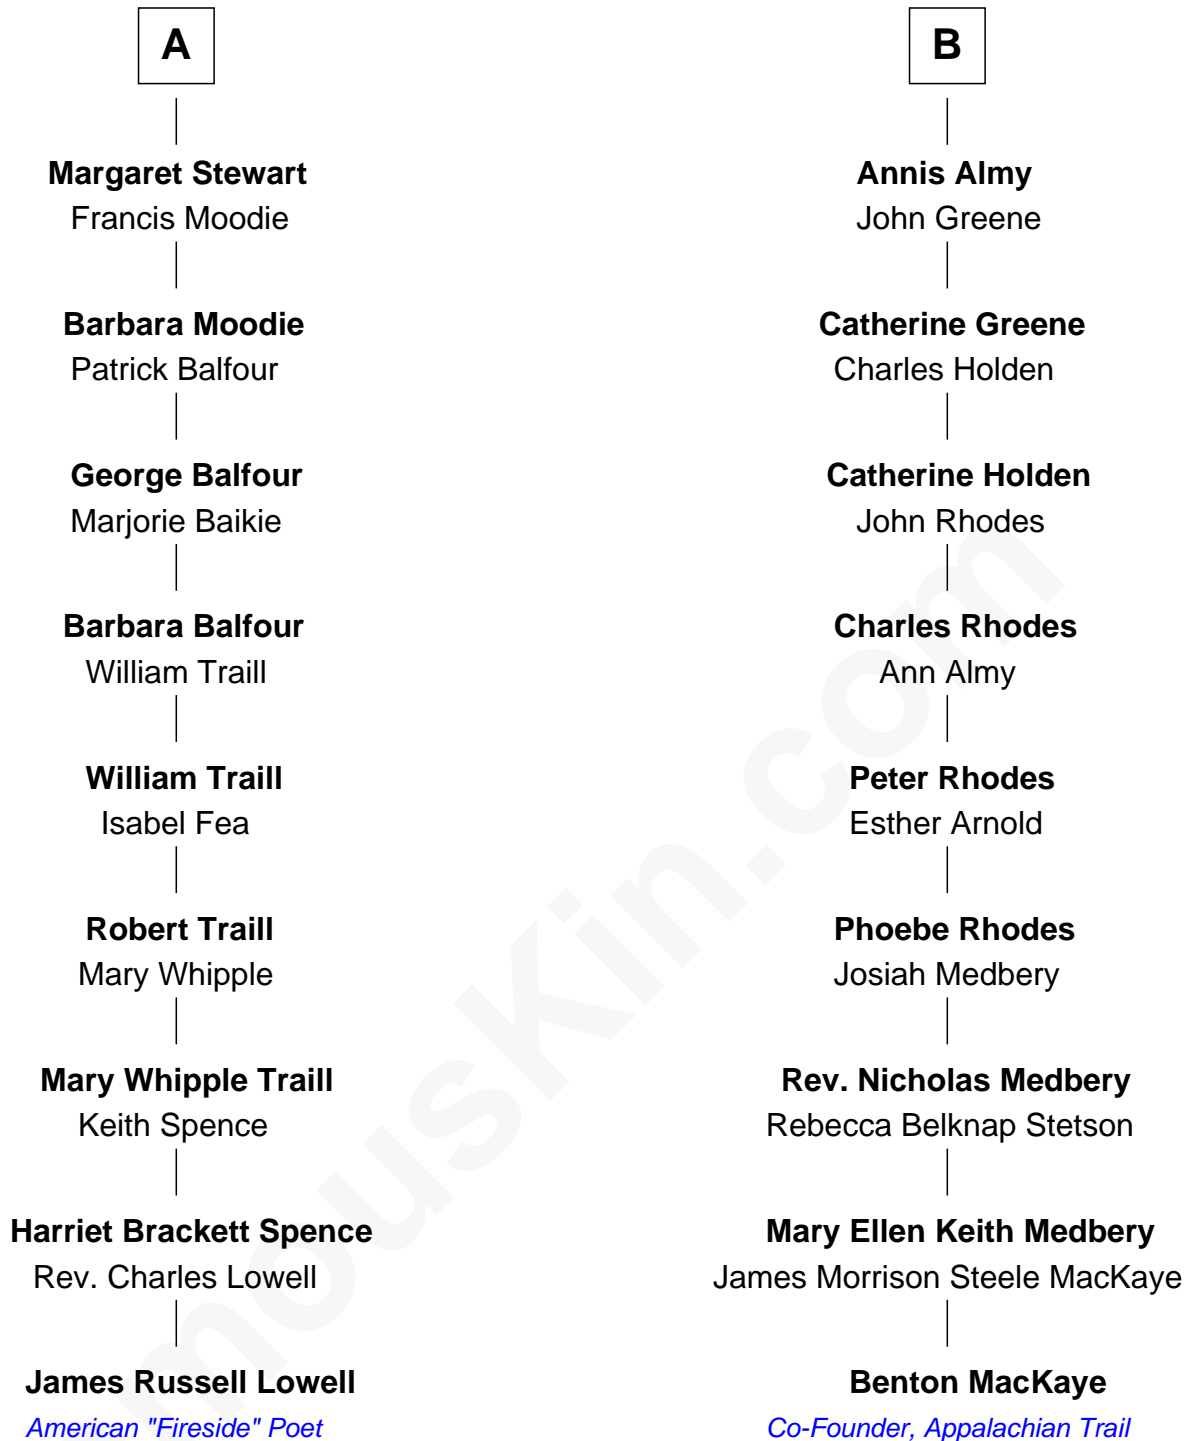 A
Margaret Stewart
Francis Moodie
Barbara Moodie
Patrick Balfour
George Balfour
Marjorie Baikie
Barbara Balfour
William Traill
William Traill
Isabel Fea
Robert Traill
Mary Whipple
Mary Whipple Traill
Keith Spence
Harriet Brackett Spence
Rev. Charles Lowell
James Russell Lowell
American "Fireside" Poet
B
Annis Almy
John Greene
Catherine Greene
Charles Holden
Catherine Holden
John Rhodes
Charles Rhodes
Ann Almy
Peter Rhodes
Esther Arnold
Phoebe Rhodes
Josiah Medbery
Rev. Nicholas Medbery
Rebecca Belknap Stetson
Mary Ellen Keith Medbery
James Morrison Steele MacKaye
Benton MacKaye
Co-Founder, Appalachian Trail
mousKin.com